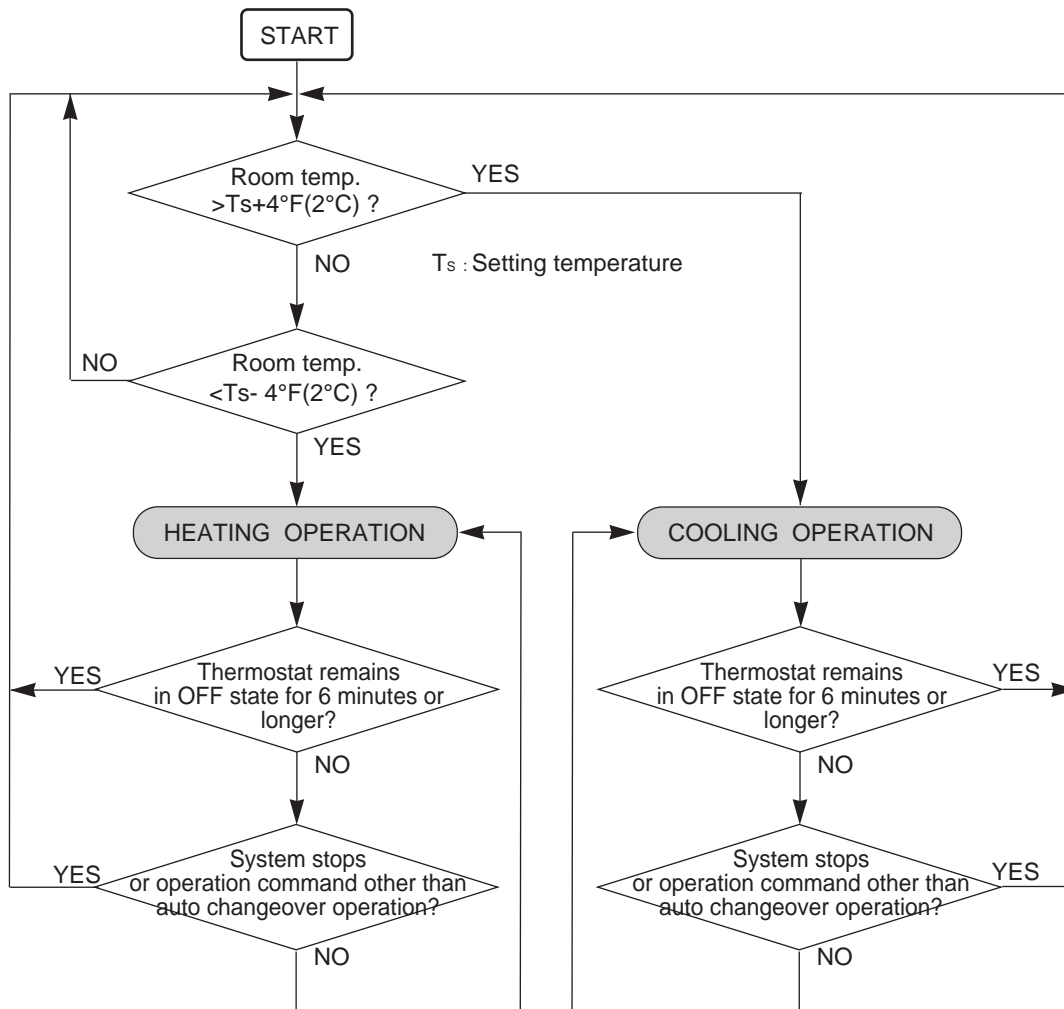 START
Room temp.
>Ts+4°F(2°C) ?
YES
NO
Ts : Setting temperature
Room temp.
<Ts- 4°F(2°C) ?
NO
YES
HEATING OPERATION
COOLING OPERATION
Thermostat remains
in OFF state for 6 minutes or
longer?
YES
NO
Thermostat remains
in OFF state for 6 minutes or
longer?
YES
NO
System stops
or operation command other than
auto changeover operation?
YES
NO
System stops
or operation command other than
auto changeover operation?
YES
NO